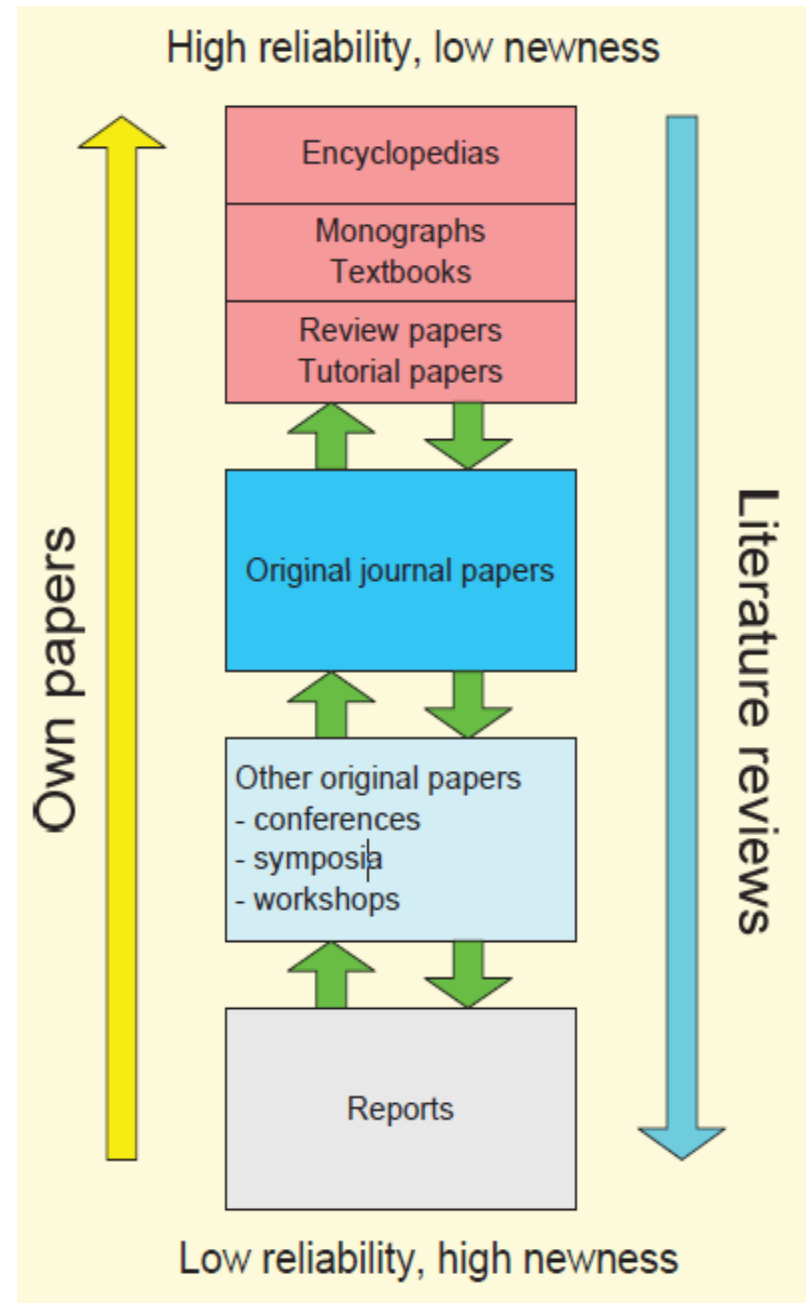 High reliability, low newness
Encyclopedias
Monographs
Textbooks
Review papers
Tutorial papers
Original journal papers
Other original papers
- conferences
- symposia
- workshops
Reports
Own papers
Literature reviews
Low reliability, high newness